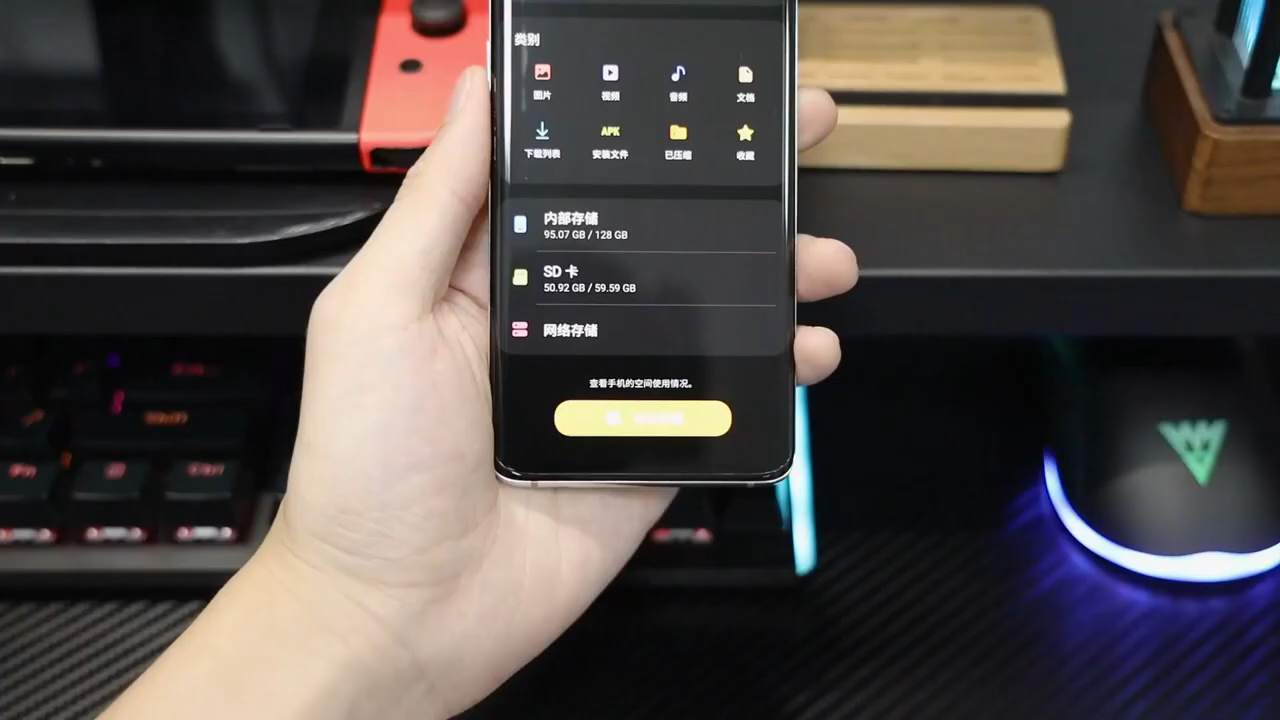 类别
图片 视频 音频 文档
APK
下载列表 安装文件 已压缩 收藏
内部存储
95.07 GB / 128 GB
SD 卡
50.92 GB / 59.59 GB
网络存储
查看手机的空间使用情况。
Fn
Ctrl